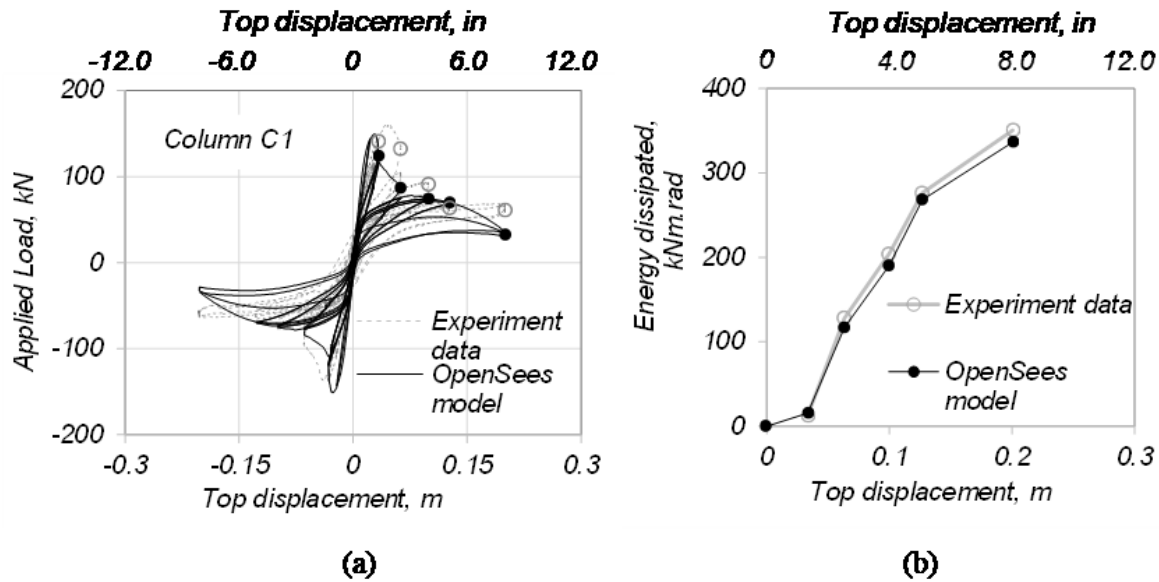 Top displacement, in
-12.0 -6.0 0 6.0 12.0
200
100
0
-100
-200
Applied Load, kN
Column C1
Experiment
data
OpenSees
model
-0.3 -0.15 0 0.15 0.3
Top displacement, m
(a)
Top displacement, in
0 4.0 8.0 12.0
400
300
200
100
0
Energy dissipated,
kNm.rad
Experiment data
OpenSees
model
0 0.1 0.2 0.3
Top displacement, m
(b)